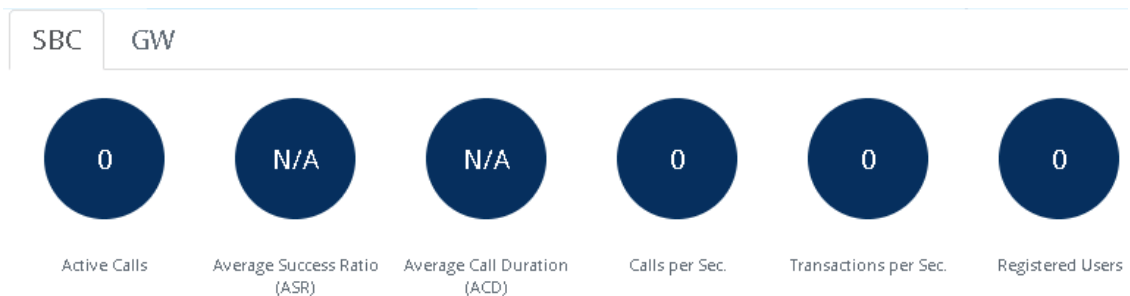 SBC GW
0 N/A N/A 0 0 0
Active Calls Average Success Ratio Average Call Duration Calls per Sec. Transactions per Sec. Registered Users
(ASR) (ACD)